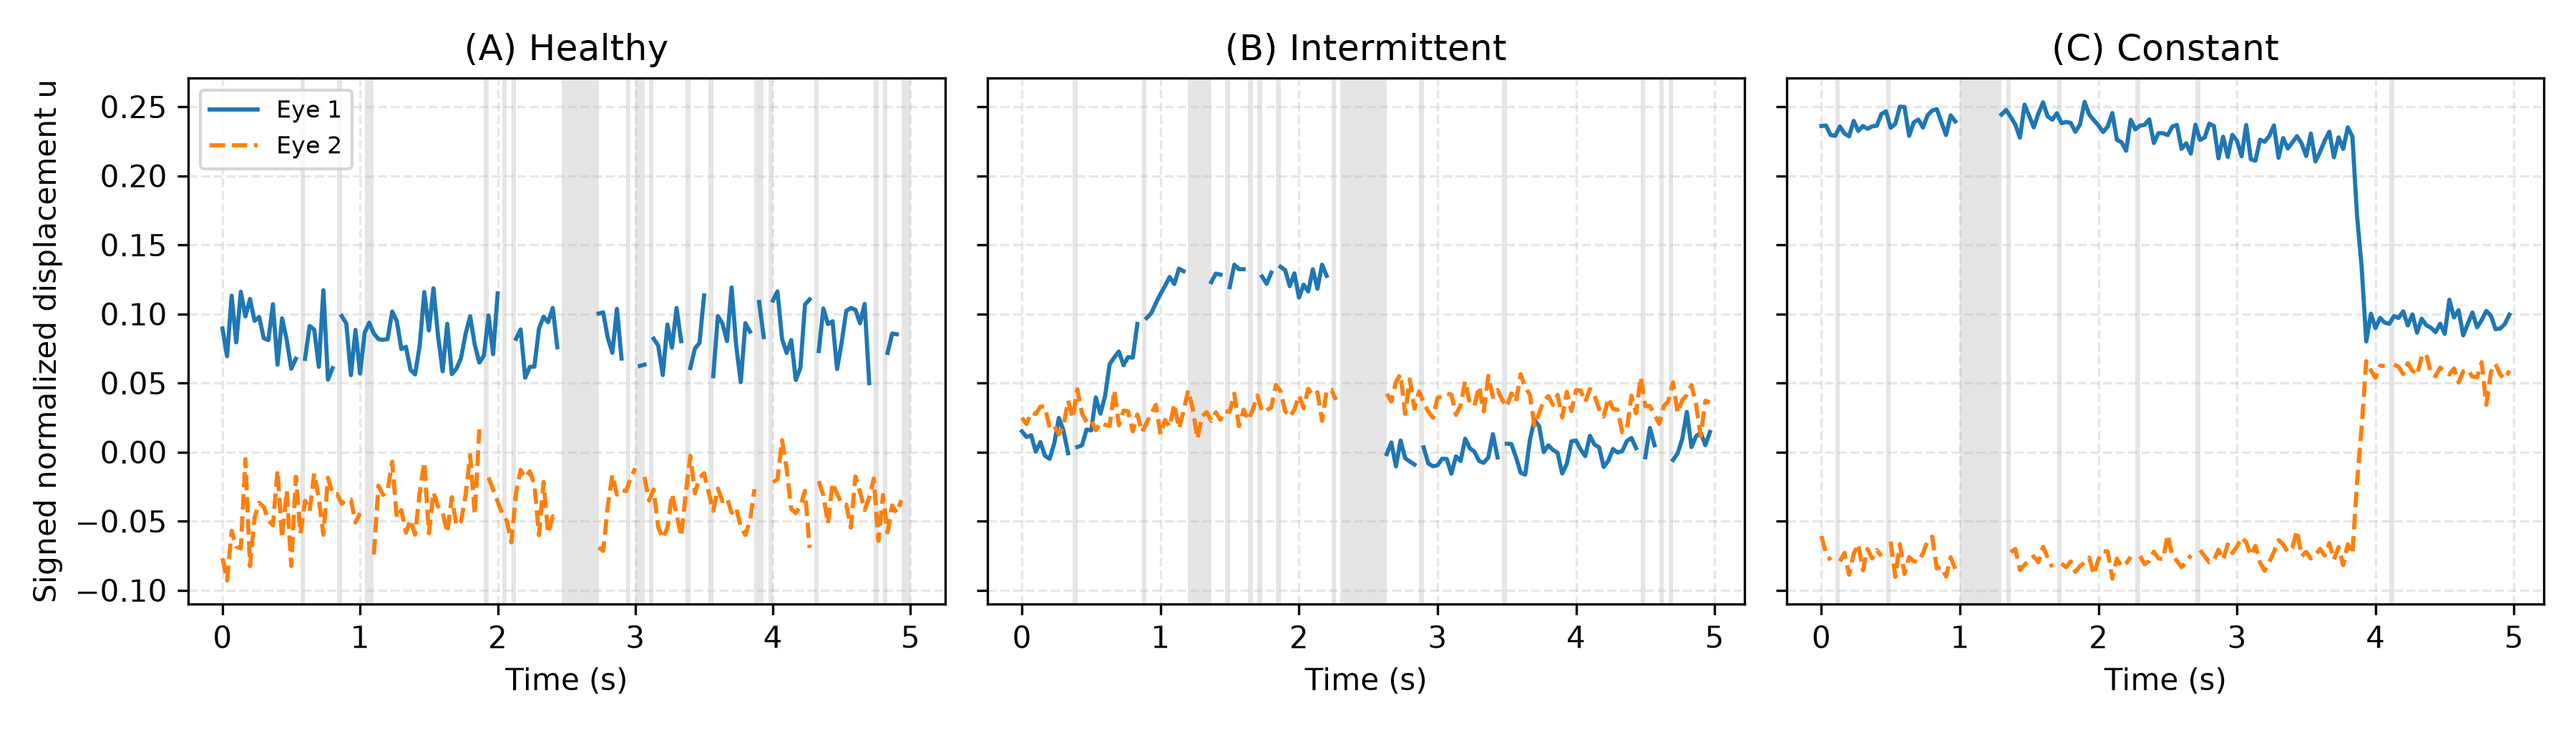 (A) Healthy
(B) Intermittent
(C) Constant
Signed normalized displacement u
0.25
0.20
0.15
0.10
0.05
0.00
−0.05
−0.10
Eye 1
Eye 2
0 1 2 3 4 5
0 1 2 3 4 5
0 1 2 3 4 5
Time (s)
Time (s)
Time (s)